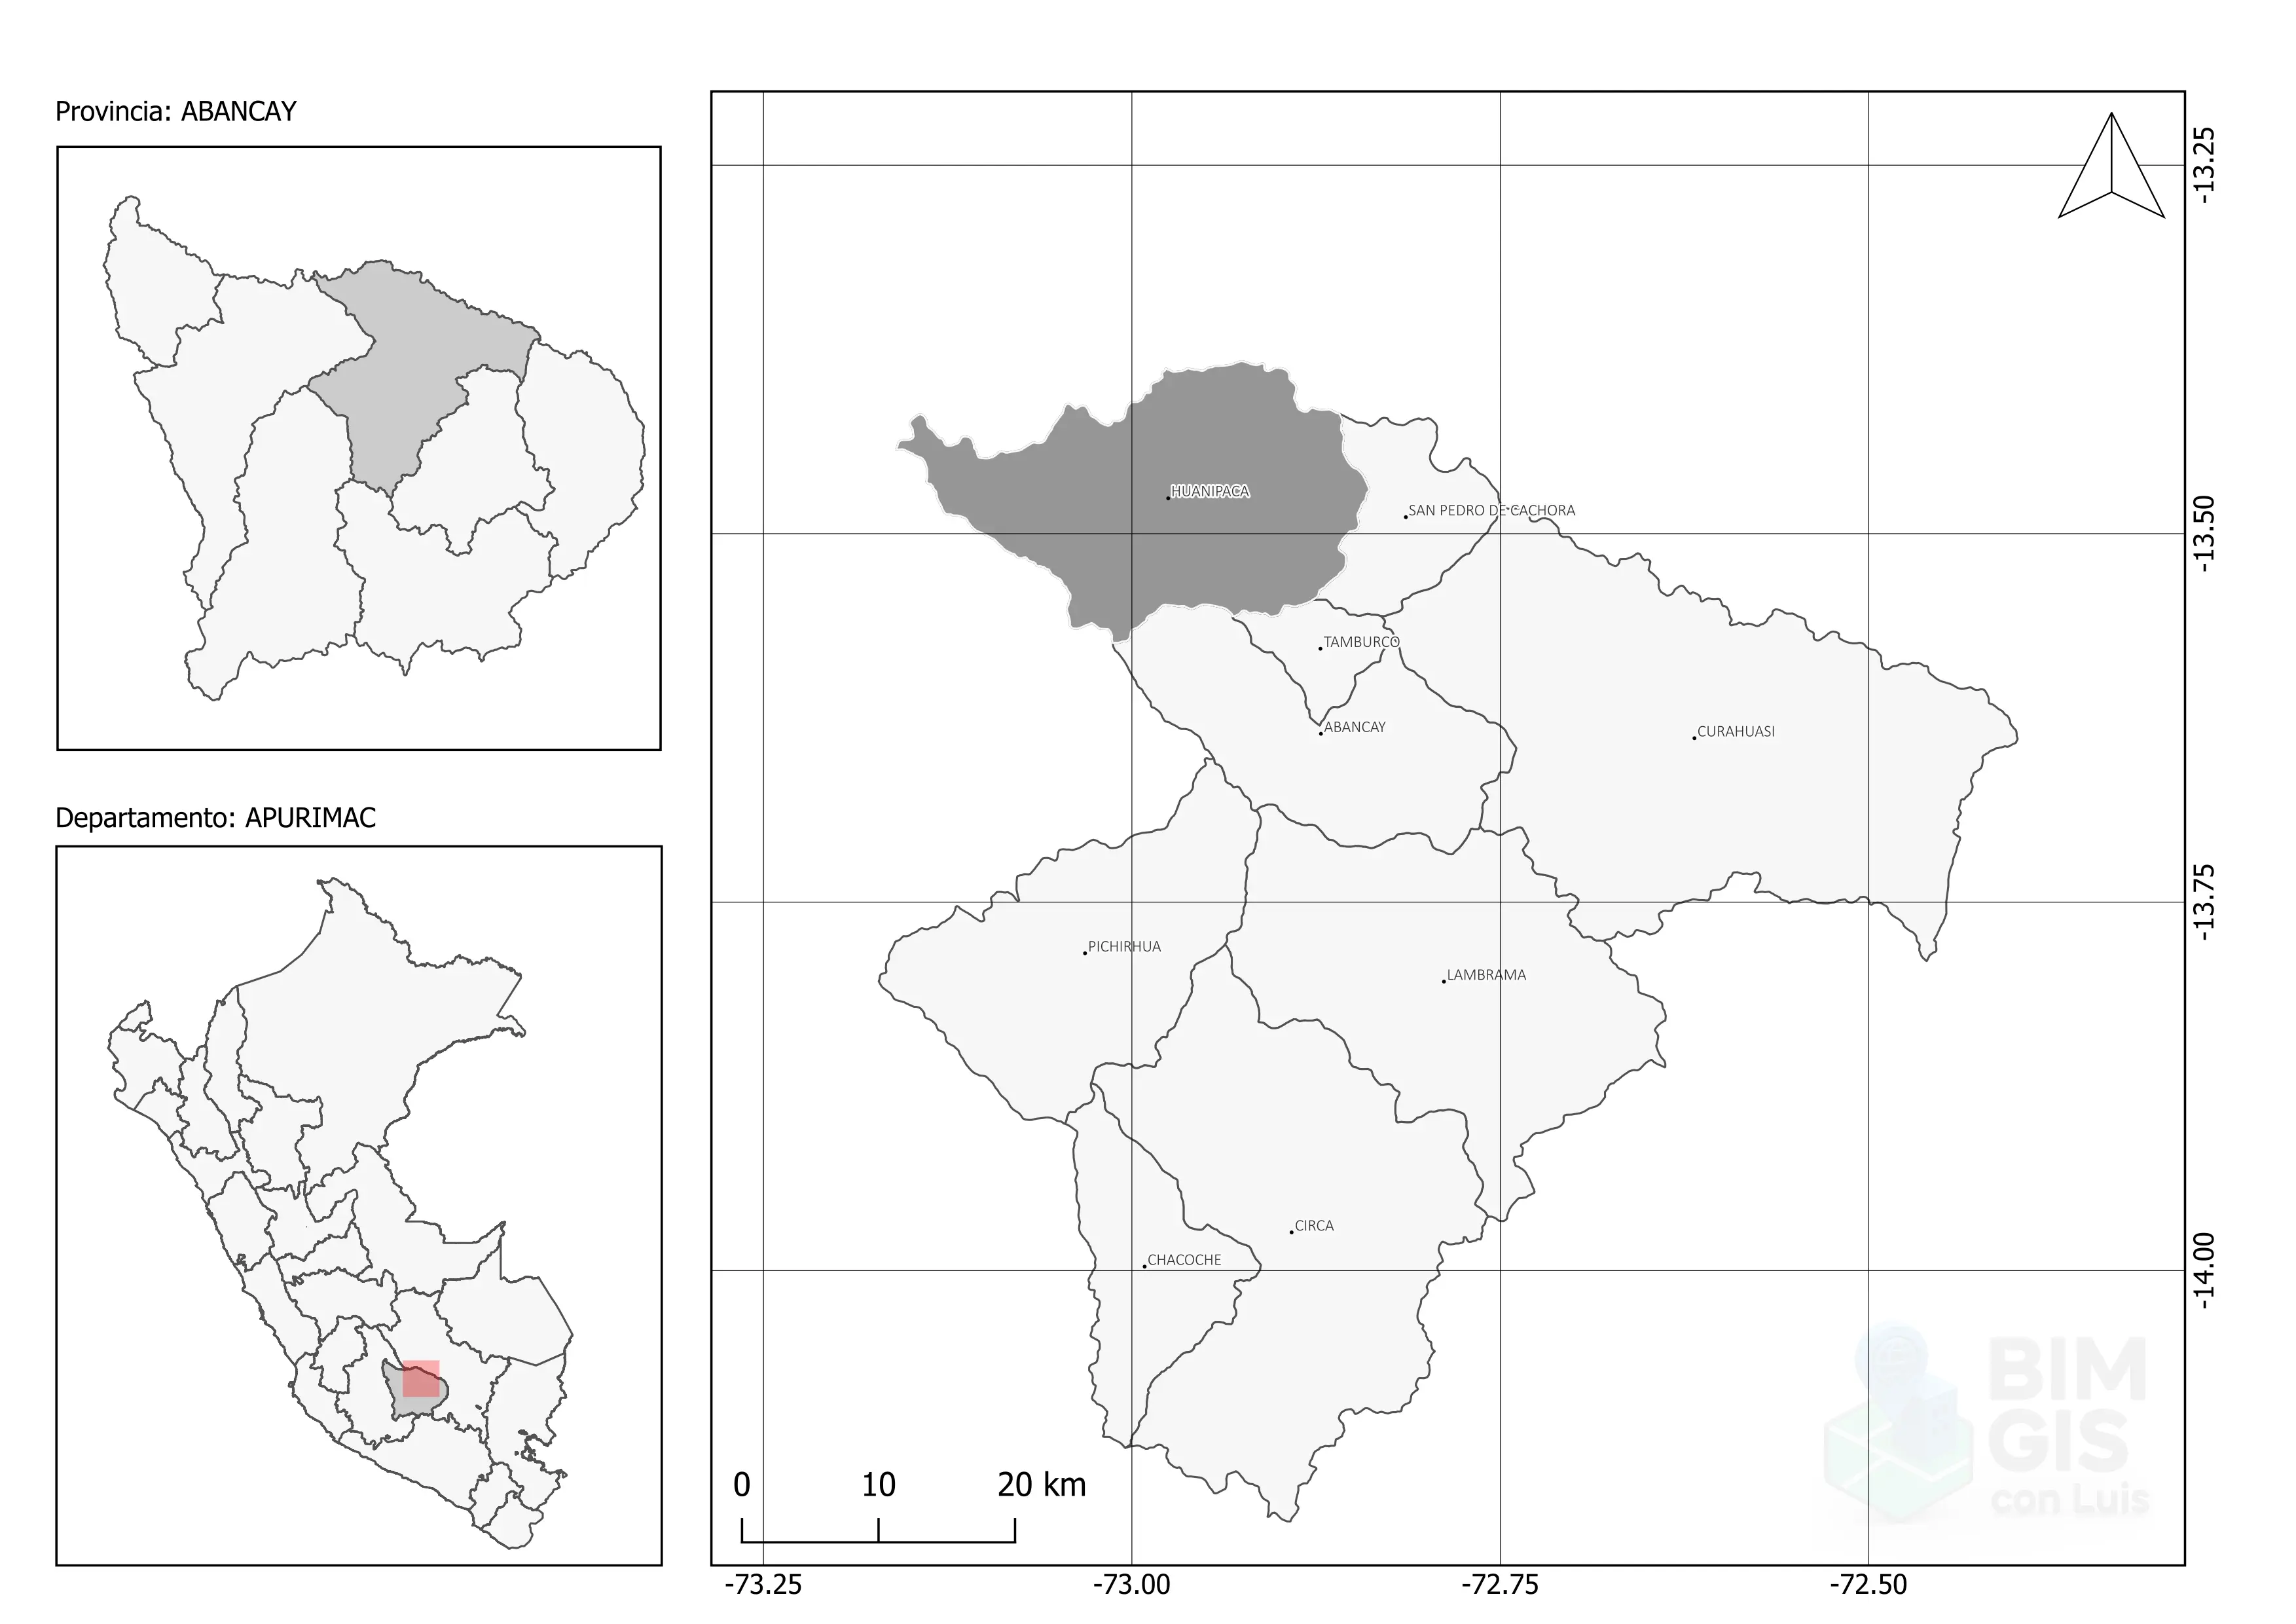 Provincia: ABANCAY
Departamento: APURIMAC
HUANIPACA
SAN PEDRO DE CACHORA
TAMBURCO
ABANCAY
CURAHUASI
PICHIRHUA
LAMBRAMA
CIRCA
CHACOCHE
-13.25
-13.50
-13.75
-14.00
0 10 20 km
-73.25 -73.00 -72.75 -72.50
BIM
GIS
con Luis